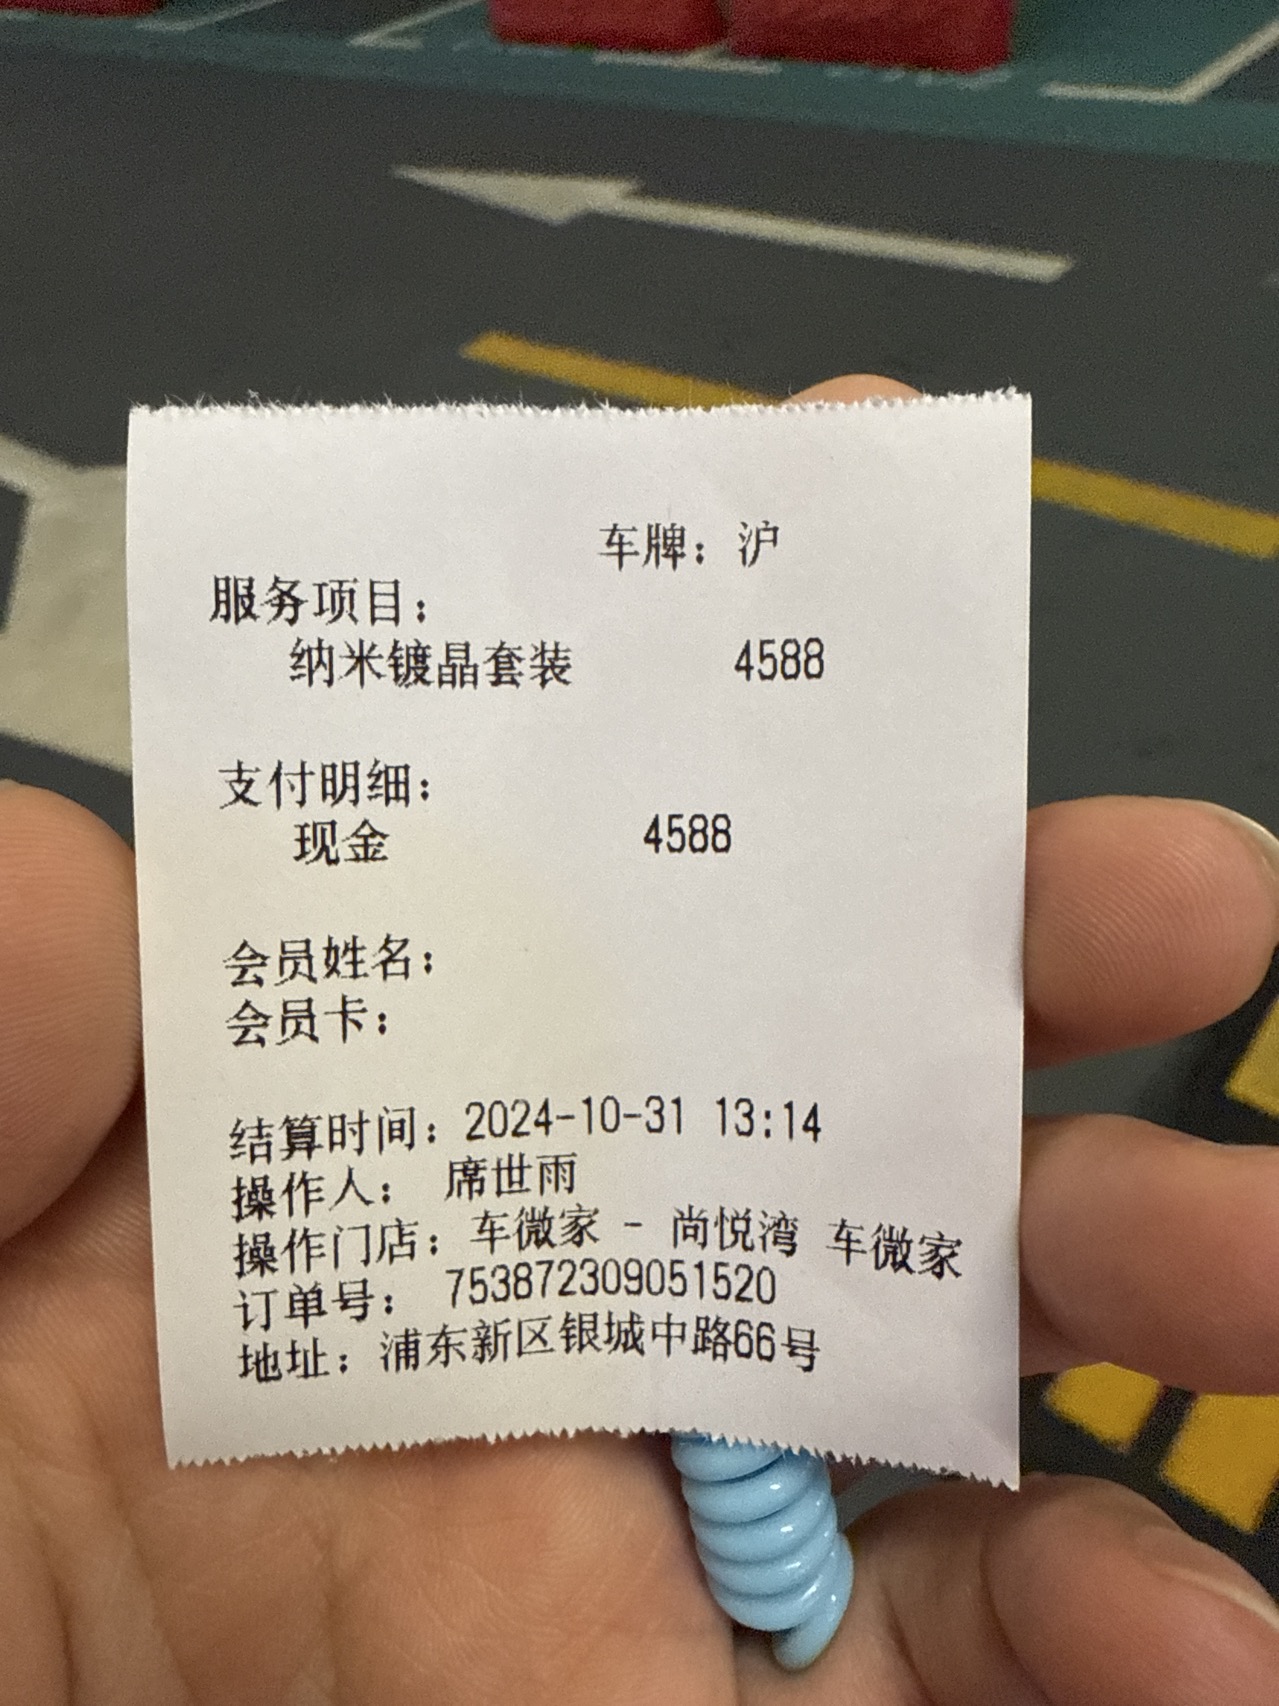 车牌：沪
服务项目：
纳米镀晶套装 4588
支付明细：
现金 4588
会员姓名：
会员卡：
结算时间：2024-10-31 13:14
操作人： 席世雨
操作门店：车微家 - 尚悦湾 车微家
订单号： 753872309051520
地址：浦东新区银城中路66号